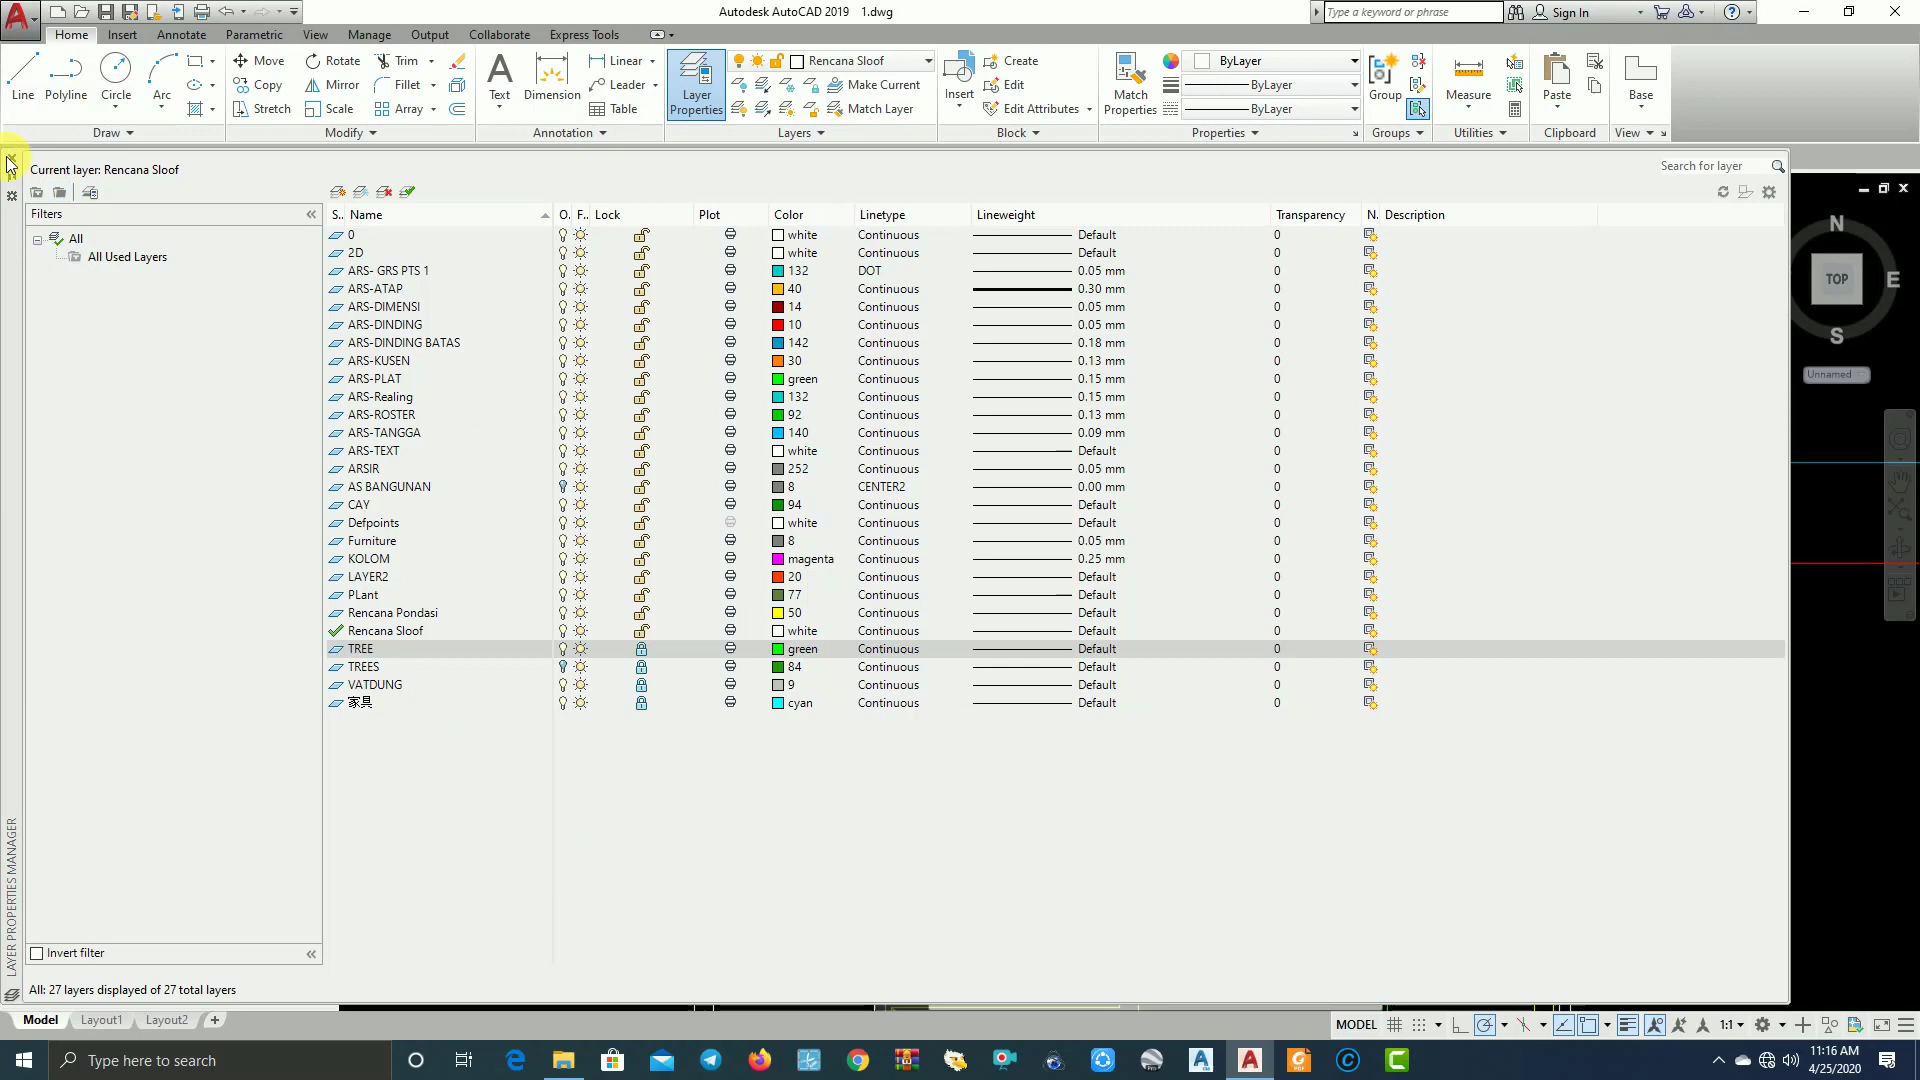 Autodesk AutoCAD 2019 1.dwg
Type a keyword or phrase
Sign In
Home Insert Annotate Parametric View Manage Output Collaborate Express Tools
Line Polyline Circle Arc
Move Rotate Trim
Copy Mirror Fillet
Stretch Scale Array
Text Dimension
Linear
Leader
Table
Layer Properties
Rencana Sloof
Make Current
Match Layer
Insert
Create
Edit
Edit Attributes
Match Properties
ByLayer
ByLayer
ByLayer
Group Measure Paste Base
Draw Modify Annotation Layers Block Properties Groups Utilities Clipboard View
Current layer: Rencana Sloof
Search for layer
Filters
All
All Used Layers
S.. Name O. F.. Lock Plot Color Linetype Lineweight Transparency N. Description
0 white Continuous Default 0
2D white Continuous Default 0
ARS- GRS PTS 1 132 DOT 0.05 mm 0
ARS-ATAP 40 Continuous 0.30 mm 0
ARS-DIMENSI 14 Continuous 0.05 mm 0
ARS-DINDING 10 Continuous 0.05 mm 0
ARS-DINDING BATAS 142 Continuous 0.18 mm 0
ARS-KUSEN 30 Continuous 0.13 mm 0
ARS-PLAT green Continuous 0.15 mm 0
ARS-Realing 132 Continuous 0.15 mm 0
ARS-ROSTER 92 Continuous 0.13 mm 0
ARS-TANGGA 140 Continuous 0.09 mm 0
ARS-TEXT white Continuous Default 0
ARSIR 252 Continuous 0.05 mm 0
AS BANGUNAN 8 CENTER2 0.00 mm 0
CAY 94 Continuous Default 0
Defpoints white Continuous Default 0
Furniture 8 Continuous 0.05 mm 0
KOLOM magenta Continuous 0.25 mm 0
LAYER2 20 Continuous Default 0
PLant 77 Continuous Default 0
Rencana Pondasi 50 Continuous Default 0
Rencana Sloof white Continuous Default 0
TREE green Continuous Default 0
TREES 84 Continuous Default 0
VATDUNG 9 Continuous Default 0
家具 cyan Continuous Default 0
N
TOP E
S
Unnamed
LAYER PROPERTIES MANAGER
Invert filter
All: 27 layers displayed of 27 total layers
Model Layout1 Layout2
MODEL 1:1
Type here to search
11:16 AM
4/25/2020